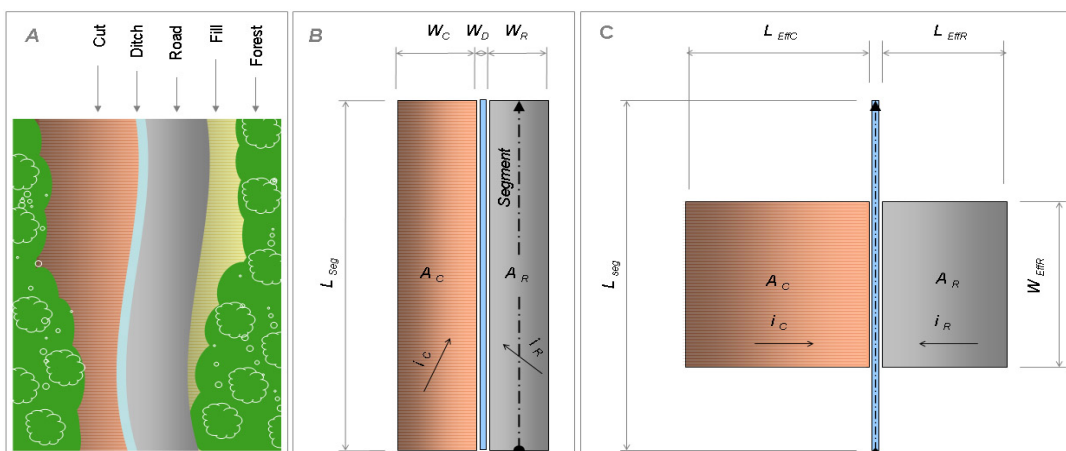 A
Cut
Ditch
Road
Fill
Forest
B
W C
W D
W R
L Seg
Segment
A C
A R
i C
i R
C
L EffC
L EffR
L seg
A C
A R
i C
i R
W EffR